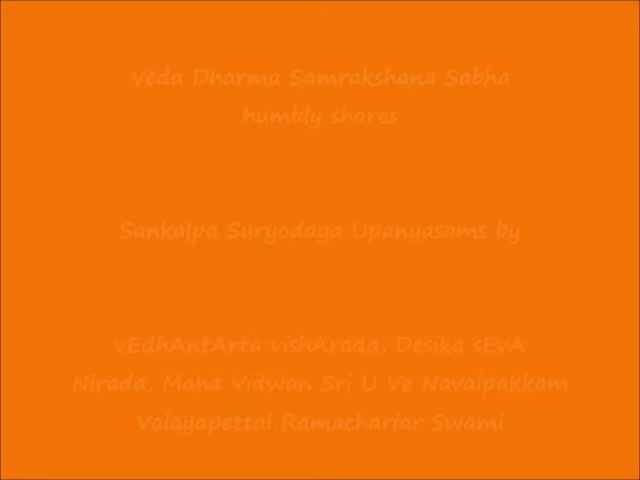 Veda Dharma Samrakshana Sabha
humbly shares
Sankalpa Suryodaya Upanyasams by
vEdhAntArta vishArada, Desika sEvA
Nirada, Maha Vidwan Sri U Ve Navalpakkam
Valayapettai Ramachariar Swami